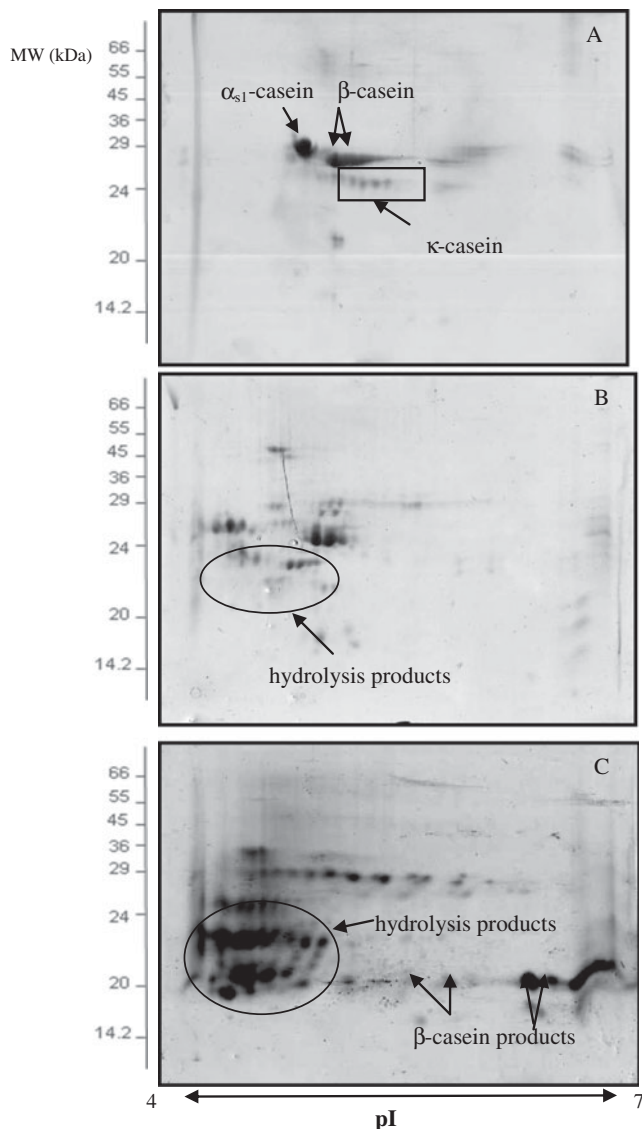 A
MW (kDa)
66
55
45
36
29
24
20
14.2
αs1-casein
β-casein
κ-casein
B
66
55
45
36
29
24
20
14.2
hydrolysis products
C
66
55
45
36
29
24
20
14.2
hydrolysis products
β-casein products
4
7
pI